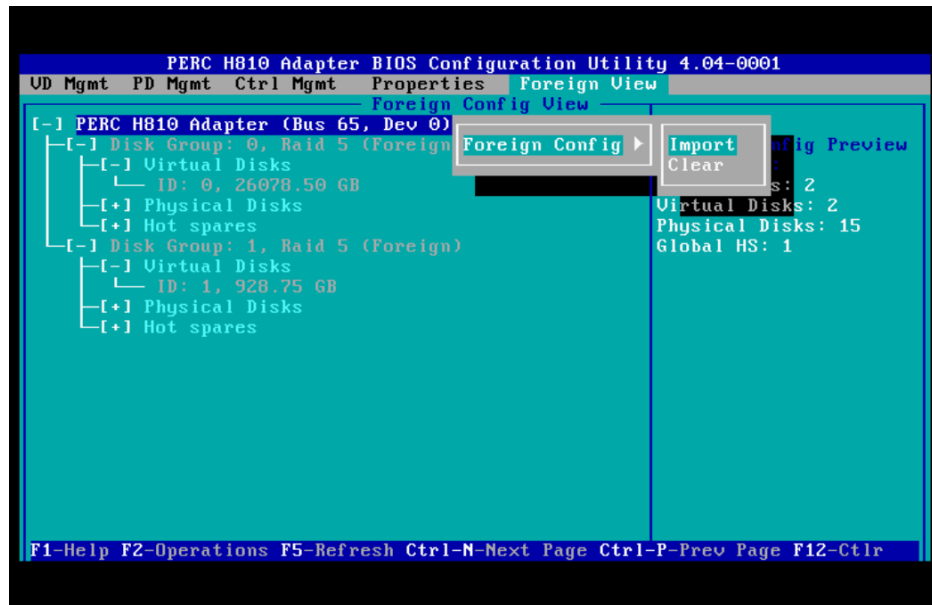 PERC H810 Adapter BIOS Configuration Utility 4.04-0001
VD Mgmt PD Mgmt Ctrl Mgmt Properties Foreign View
Foreign Config View
[-] PERC H810 Adapter (Bus 65, Dev 0)
[-] Disk Group: 0, Raid 5 (Foreign
[-] Virtual Disks
ID: 0, 26078.50 GB
[+] Physical Disks
[+] Hot spares
[-] Disk Group: 1, Raid 5 (Foreign)
[-] Virtual Disks
ID: 1, 928.75 GB
[+] Physical Disks
[+] Hot spares
Foreign Config
Import
Clear
nfig Preview
:
s: 2
Virtual Disks: 2
Physical Disks: 15
Global HS: 1
F1-Help F2-Operations F5-Refresh Ctrl-N-Next Page Ctrl-P-Prev Page F12-Ctlr